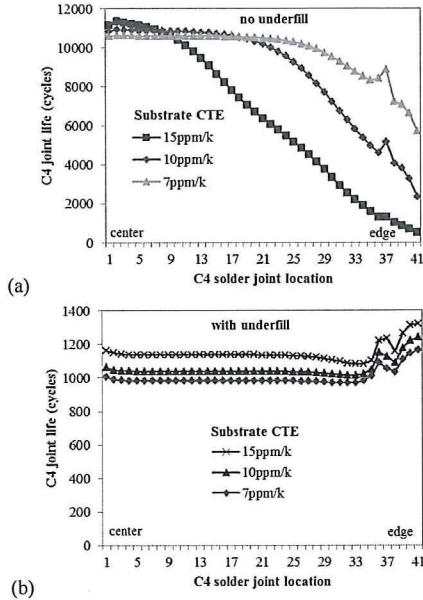 no underfill
12000
10000
8000
6000
4000
2000
0
C4 joint life (cycles)
Substrate CTE
15ppm/k
10ppm/k
7ppm/k
center
edge
1 5 9 13 17 21 25 29 33 37 41
C4 solder joint location
(a)
with underfill
1400
1200
1000
800
600
400
200
0
C4 joint life (cycles)
Substrate CTE
15ppm/k
10ppm/k
7ppm/k
center
edge
1 5 9 13 17 21 25 29 33 37 41
C4 solder joint location
(b)